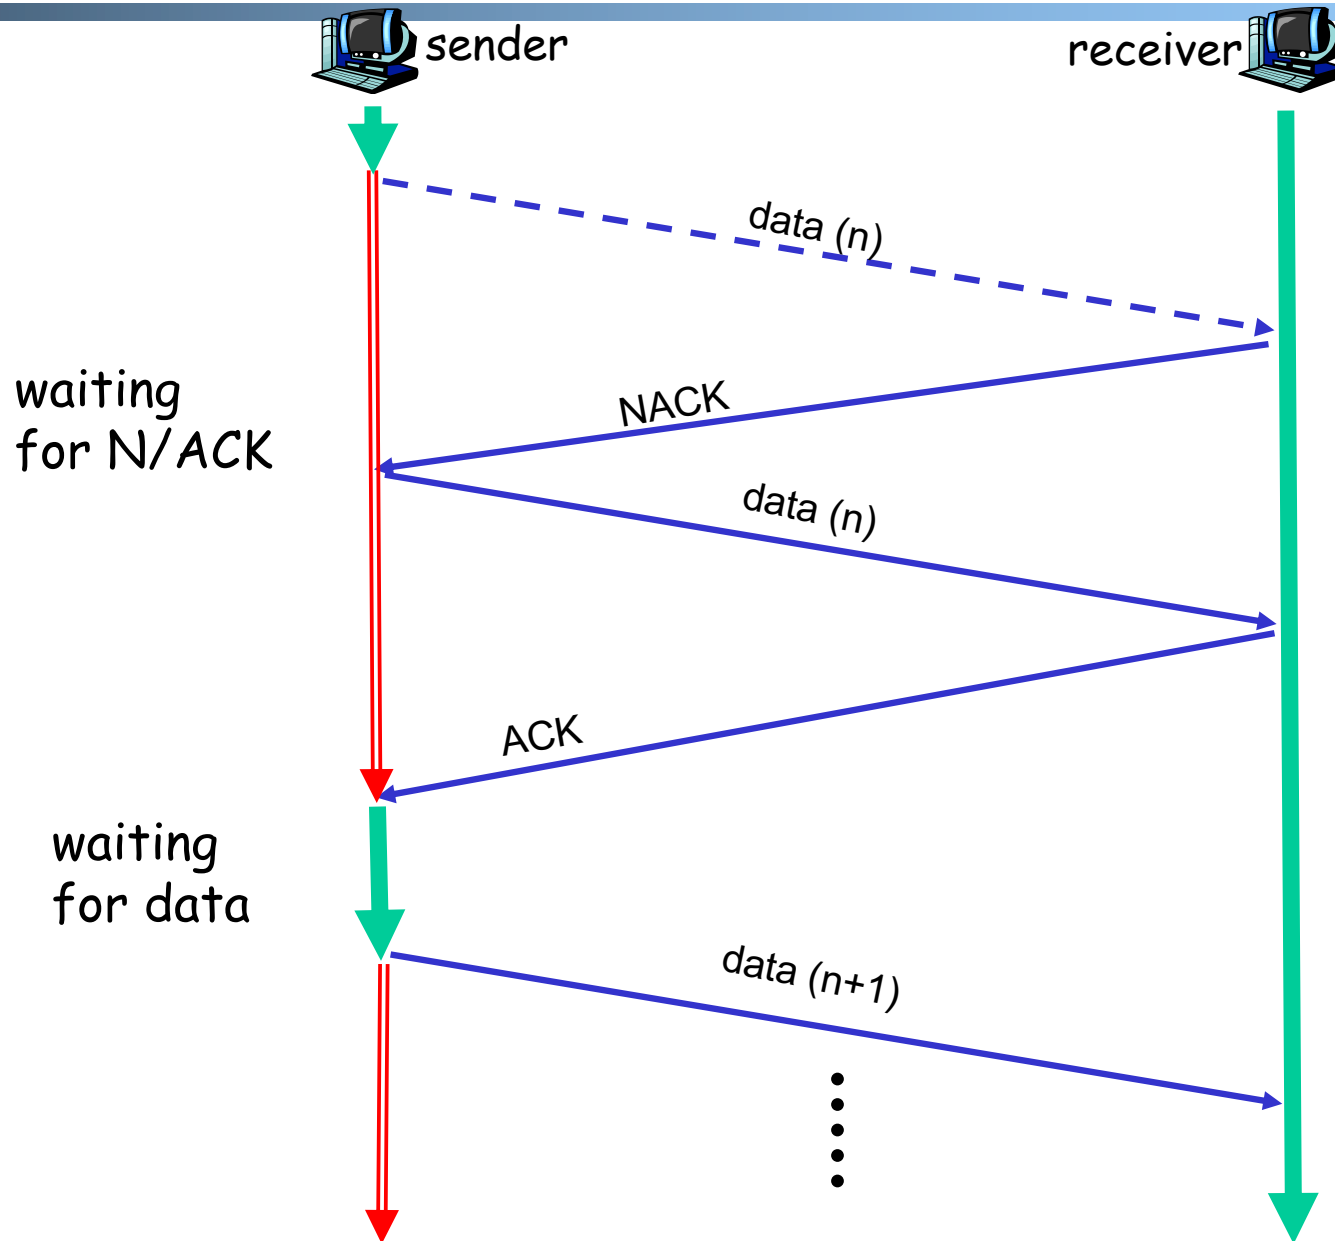 sender
receiver
data (n)
NACK
waiting
for N/ACK
data (n)
ACK
waiting
for data
data (n+1)